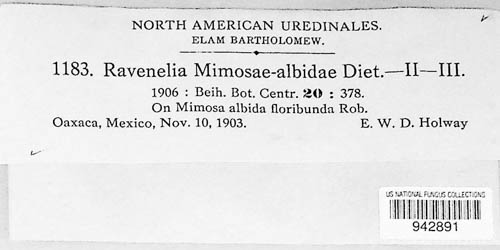 NORTH AMERICAN UREDINALES.
ELAM BARTHOLOMEW.
1183. Ravenelia Mimosae-albidae Diet.—II—III.
1906 : Beih. Bot. Centr. 20 : 378.
On Mimosa albida floribunda Rob.
Oaxaca, Mexico, Nov. 10, 1903. E. W. D. Holway
US NATIONAL FUNGUS COLLECTIONS
942891